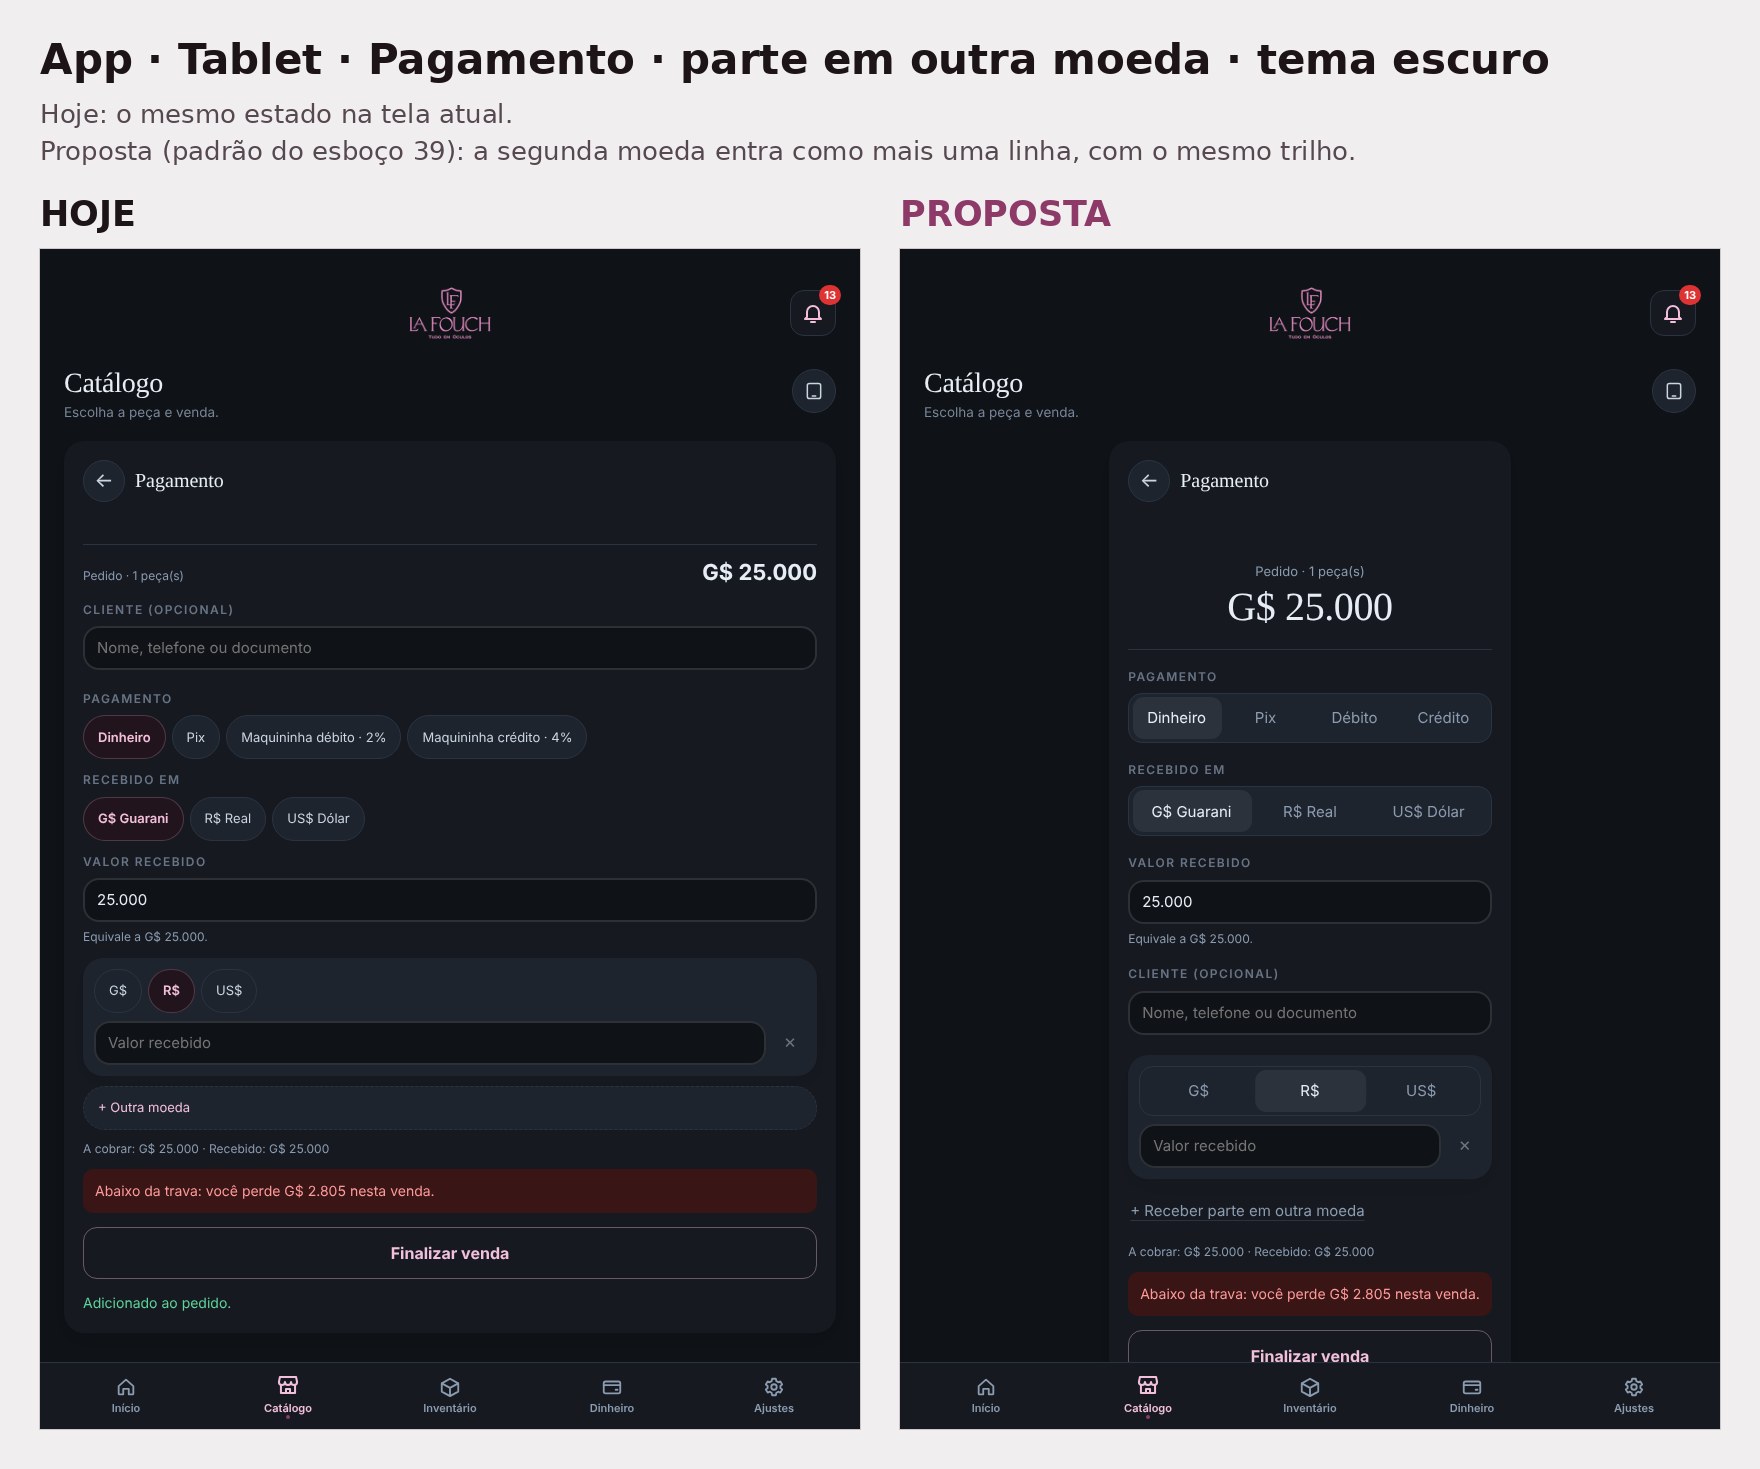 App · Tablet · Pagamento · parte em outra moeda · tema escuro
Hoje: o mesmo estado na tela atual.
Proposta (padrão do esboço 39): a segunda moeda entra como mais uma linha, com o mesmo trilho.
HOJE
LF
LA FOUCH
TUDO EM ÓCULOS
13
Catálogo
Escolha a peça e venda.
Pagamento
Pedido · 1 peça(s)
G$ 25.000
CLIENTE (OPCIONAL)
Nome, telefone ou documento
PAGAMENTO
Dinheiro
Pix
Maquininha débito · 2%
Maquininha crédito · 4%
RECEBIDO EM
G$ Guarani
R$ Real
US$ Dólar
VALOR RECEBIDO
25.000
Equivale a G$ 25.000.
G$
R$
US$
Valor recebido
×
+ Outra moeda
A cobrar: G$ 25.000 · Recebido: G$ 25.000
Abaixo da trava: você perde G$ 2.805 nesta venda.
Finalizar venda
Adicionado ao pedido.
Início
Catálogo
Inventário
Dinheiro
Ajustes
PROPOSTA
LF
LA FOUCH
TUDO EM ÓCULOS
13
Catálogo
Escolha a peça e venda.
Pagamento
Pedido · 1 peça(s)
G$ 25.000
PAGAMENTO
Dinheiro
Pix
Débito
Crédito
RECEBIDO EM
G$ Guarani
R$ Real
US$ Dólar
VALOR RECEBIDO
25.000
Equivale a G$ 25.000.
CLIENTE (OPCIONAL)
Nome, telefone ou documento
G$
R$
US$
Valor recebido
×
+ Receber parte em outra moeda
A cobrar: G$ 25.000 · Recebido: G$ 25.000
Abaixo da trava: você perde G$ 2.805 nesta venda.
Finalizar venda
Início
Catálogo
Inventário
Dinheiro
Ajustes